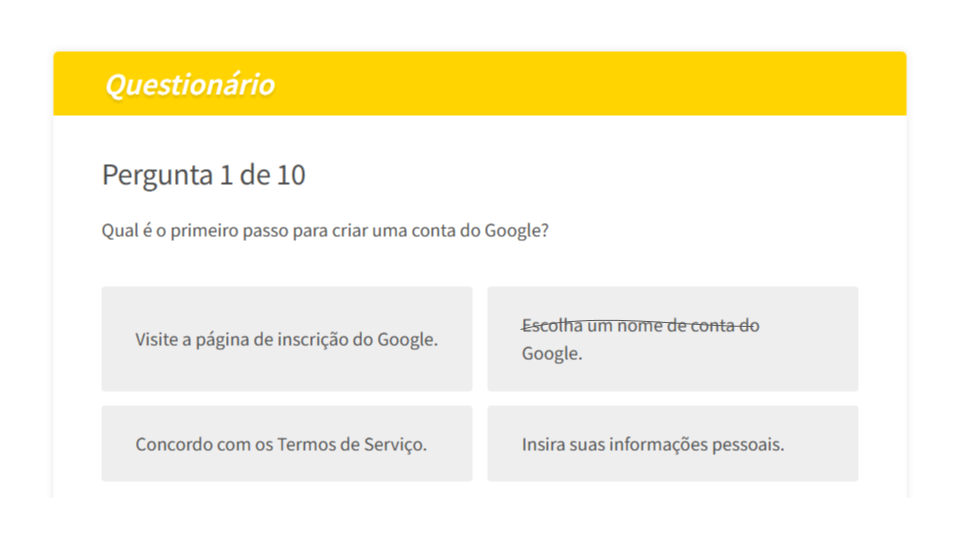 Questionário
Pergunta 1 de 10
Qual é o primeiro passo para criar uma conta do Google?
Visite a página de inscrição do Google.
Escolha um nome de conta do
Google.
Concordo com os Termos de Serviço.
Insira suas informações pessoais.